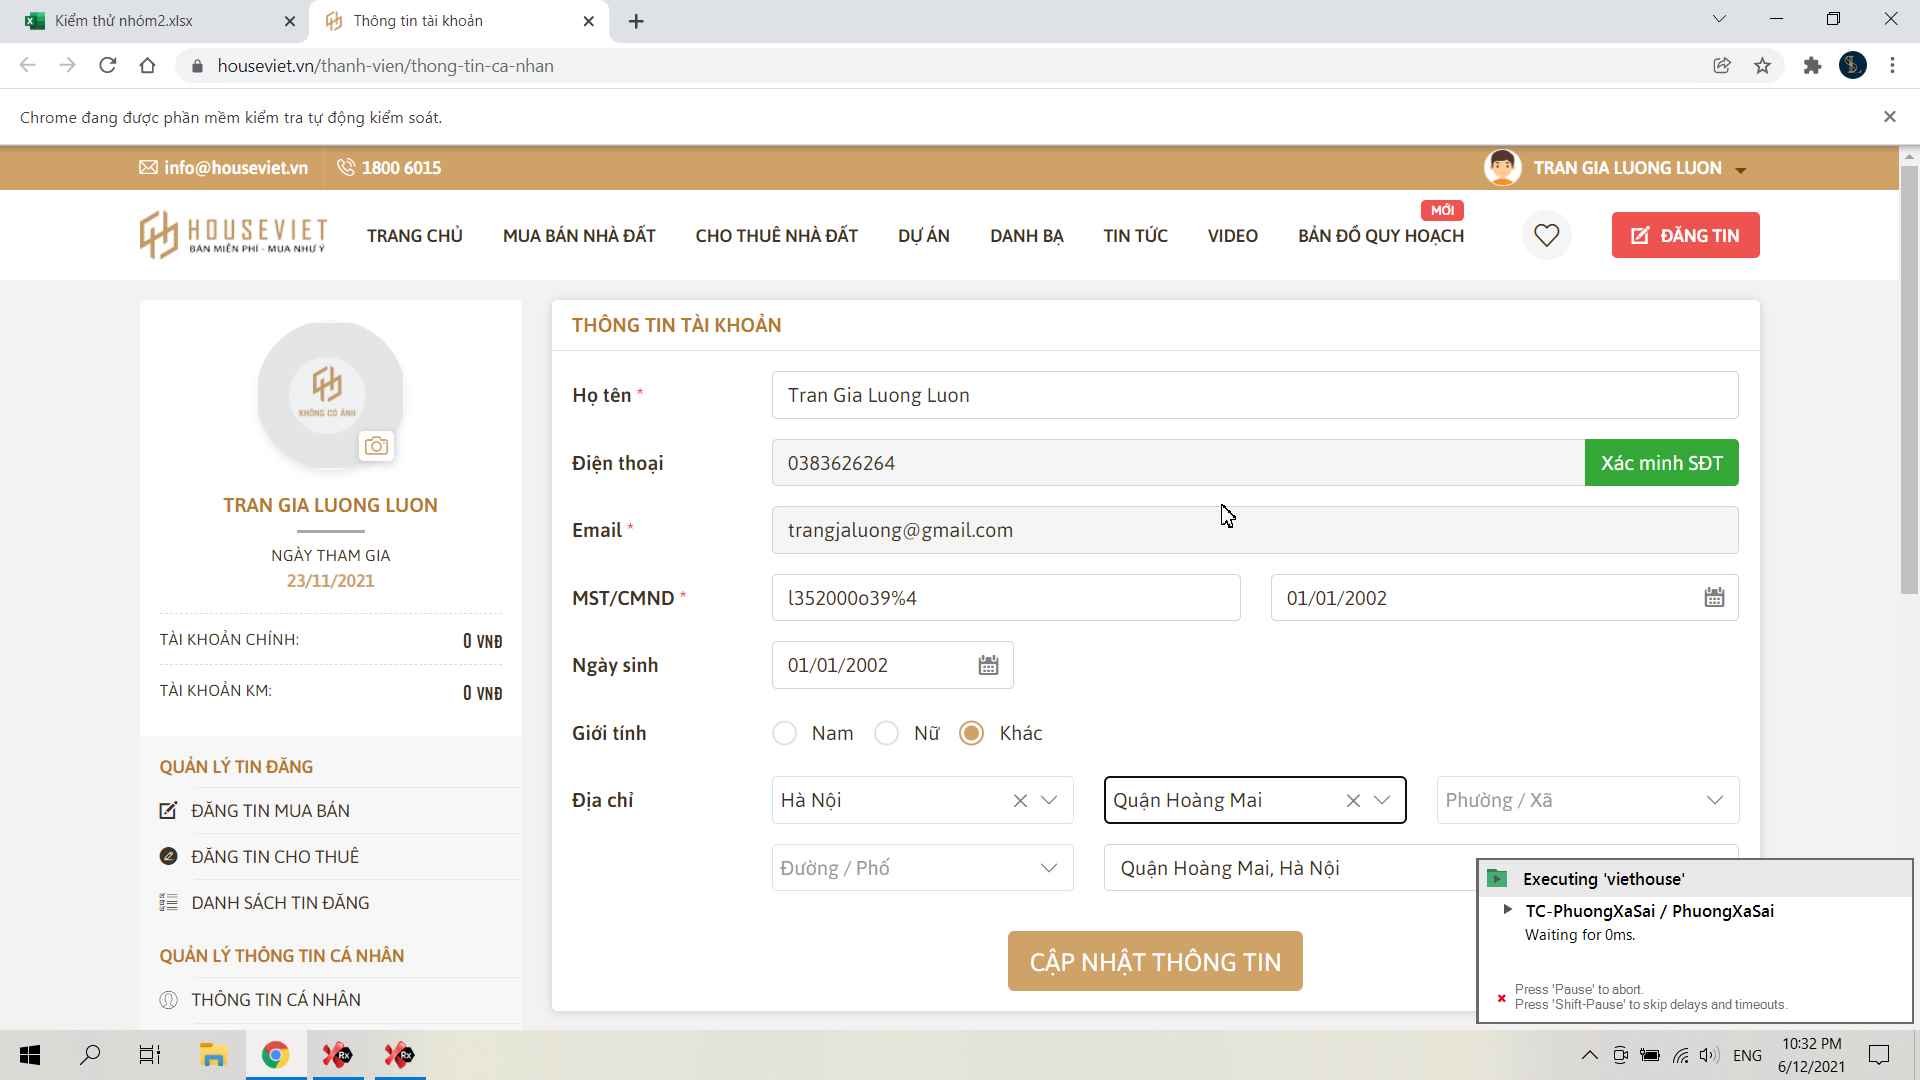 Kiểm thử nhóm2.xlsx
Thông tin tài khoản
houseviet.vn/thanh-vien/thong-tin-ca-nhan
Chrome đang được phần mềm kiểm tra tự động kiểm soát.
info@houseviet.vn
1800 6015
TRAN GIA LUONG LUON
HOUSEVIET
BÁN MIỄN PHÍ - MUA NHƯ Ý
TRANG CHỦ
MUA BÁN NHÀ ĐẤT
CHO THUÊ NHÀ ĐẤT
DỰ ÁN
DANH BẠ
TIN TỨC
VIDEO
MỚI
BẢN ĐỒ QUY HOẠCH
ĐĂNG TIN
KHÔNG CÓ ẢNH
TRAN GIA LUONG LUON
NGÀY THAM GIA
23/11/2021
TÀI KHOẢN CHÍNH: 0 VNĐ
TÀI KHOẢN KM: 0 VNĐ
QUẢN LÝ TIN ĐĂNG
ĐĂNG TIN MUA BÁN
ĐĂNG TIN CHO THUÊ
DANH SÁCH TIN ĐĂNG
QUẢN LÝ THÔNG TIN CÁ NHÂN
THÔNG TIN CÁ NHÂN
THÔNG TIN TÀI KHOẢN
Họ tên * Tran Gia Luong Luon
Điện thoại 0383626264 Xác minh SĐT
Email * trangjaluong@gmail.com
MST/CMND * l352000o39%4 01/01/2002
Ngày sinh 01/01/2002
Giới tính Nam Nữ Khác
Địa chỉ Hà Nội Quận Hoàng Mai Phường / Xã
Đường / Phố Quận Hoàng Mai, Hà Nội
CẬP NHẬT THÔNG TIN
Executing 'viethouse'
TC-PhuongXaSai / PhuongXaSai
Waiting for 0ms.
Press 'Pause' to abort.
Press 'Shift-Pause' to skip delays and timeouts.
Rx
Rx
ENG
10:32 PM
6/12/2021